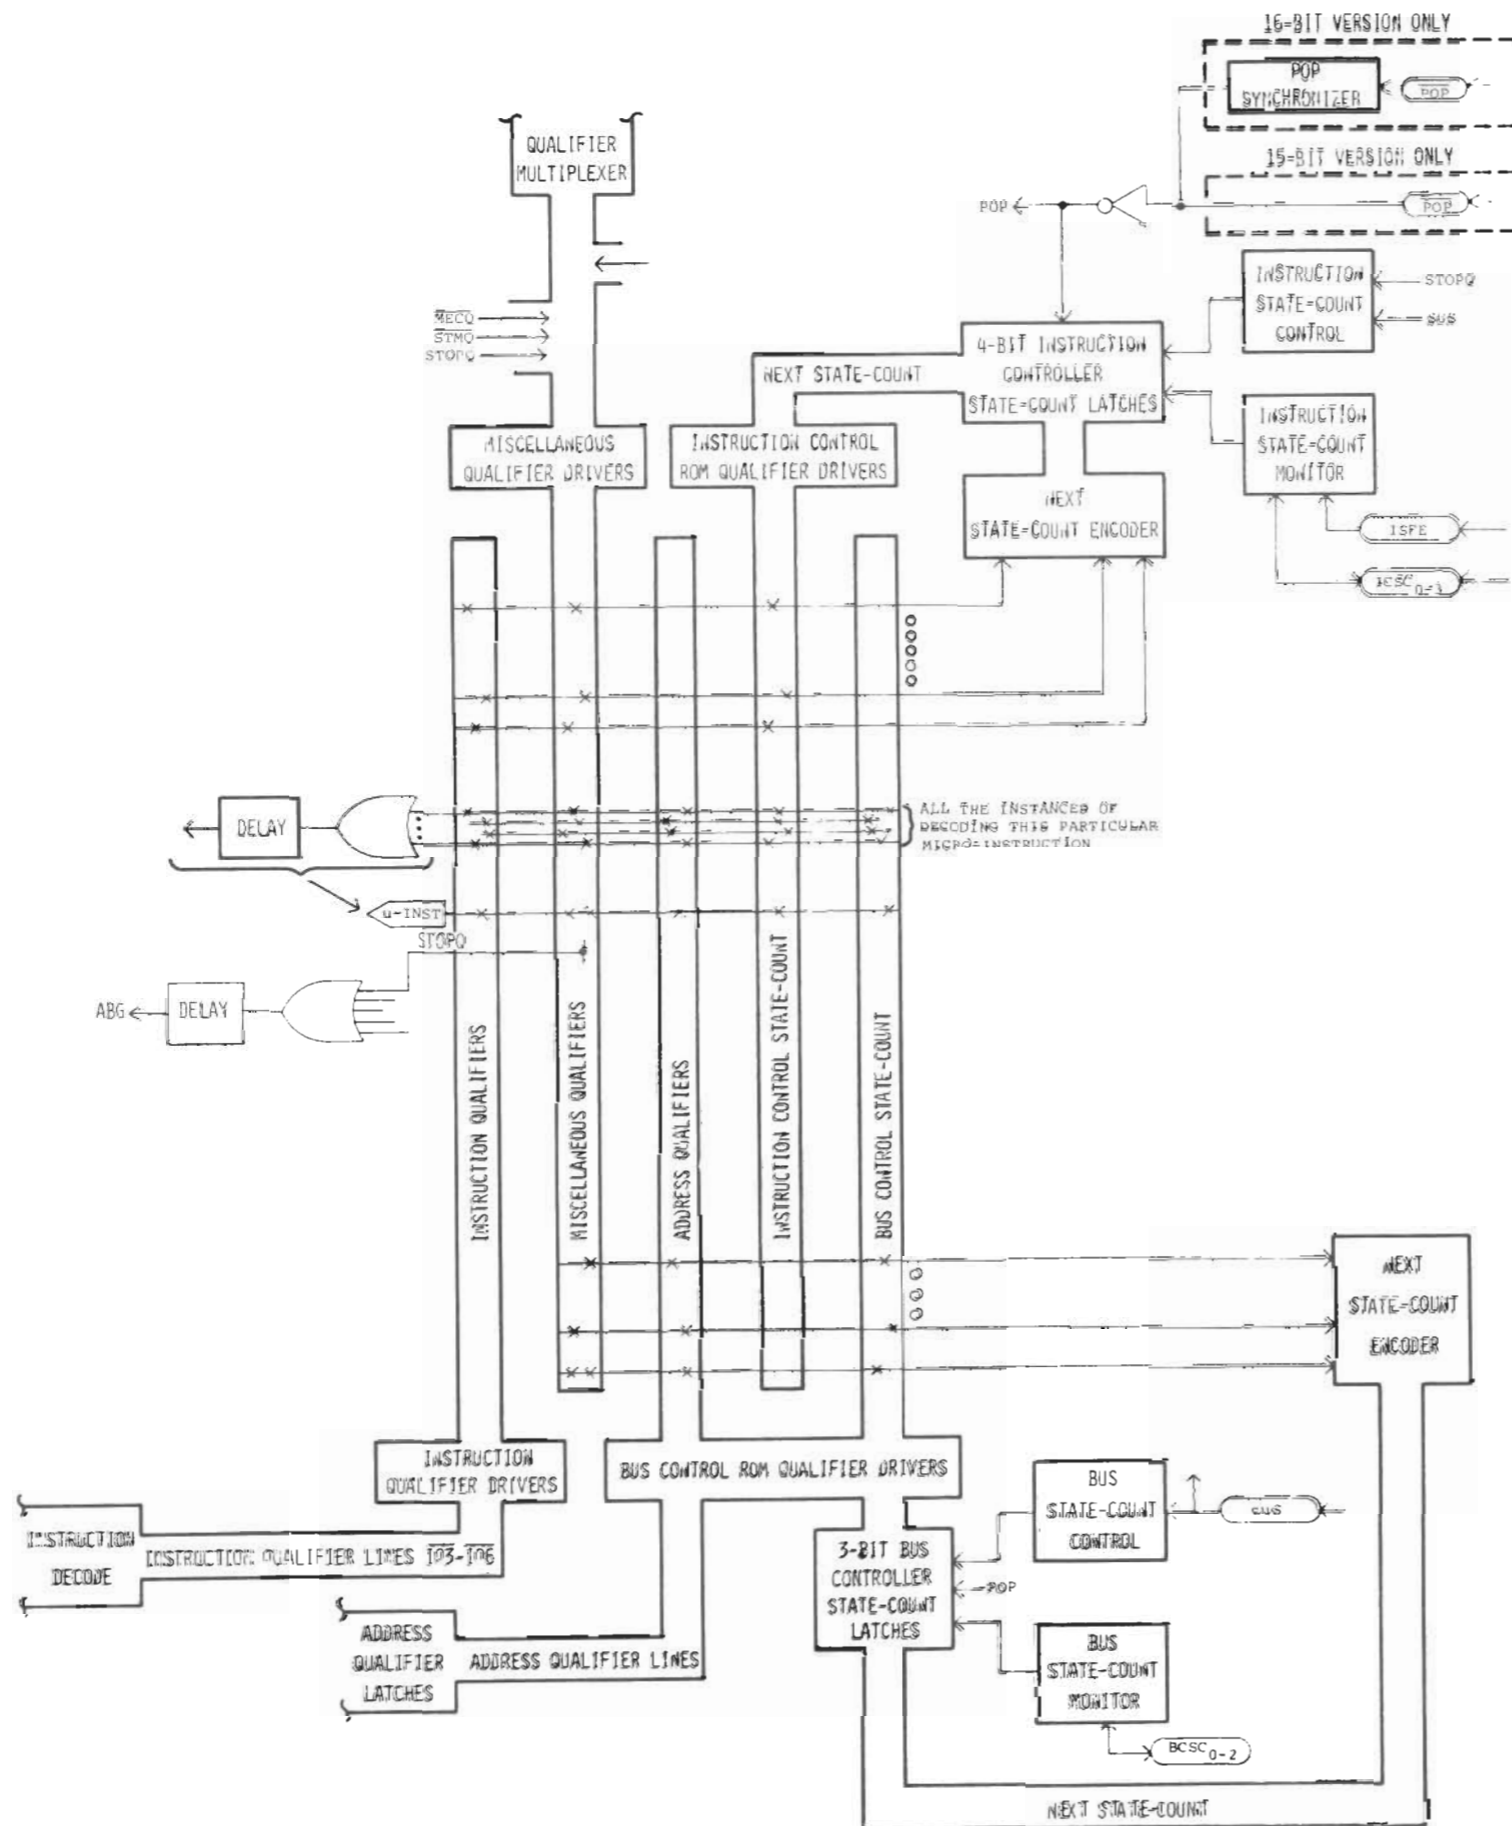 16-BIT VERSION ONLY
POP
SYNCHRONIZER
POP
15-BIT VERSION ONLY
POP
POP
QUALIFIER
MULTIPLEXER
MECQ
STMQ
STOPQ
INSTRUCTION
STATE-COUNT
CONTROL
STOPQ
SUS
4-BIT INSTRUCTION
CONTROLLER
STATE-COUNT LATCHES
NEXT STATE-COUNT
INSTRUCTION
STATE-COUNT
MONITOR
MISCELLANEOUS
QUALIFIER DRIVERS
INSTRUCTION CONTROL
ROM QUALIFIER DRIVERS
NEXT
STATE-COUNT ENCODER
ISFE
ICSC 0-3
DELAY
ALL THE INSTANCES OF
DECODING THIS PARTICULAR
MICRO-INSTRUCTION
u-INST
STOPQ
ABG
DELAY
INSTRUCTION QUALIFIERS
MISCELLANEOUS QUALIFIERS
ADDRESS QUALIFIERS
INSTRUCTION CONTROL STATE-COUNT
BUS CONTROL STATE-COUNT
NEXT
STATE-COUNT
ENCODER
INSTRUCTION
QUALIFIER DRIVERS
BUS CONTROL ROM QUALIFIER DRIVERS
INSTRUCTION
DECODE
INSTRUCTION QUALIFIER LINES IQ3-IQ6
ADDRESS
QUALIFIER
LATCHES
ADDRESS QUALIFIER LINES
3-BIT BUS
CONTROLLER
STATE-COUNT
LATCHES
BUS
STATE-COUNT
CONTROL
SUS
POP
BUS
STATE-COUNT
MONITOR
BCSC 0-2
NEXT STATE-COUNT